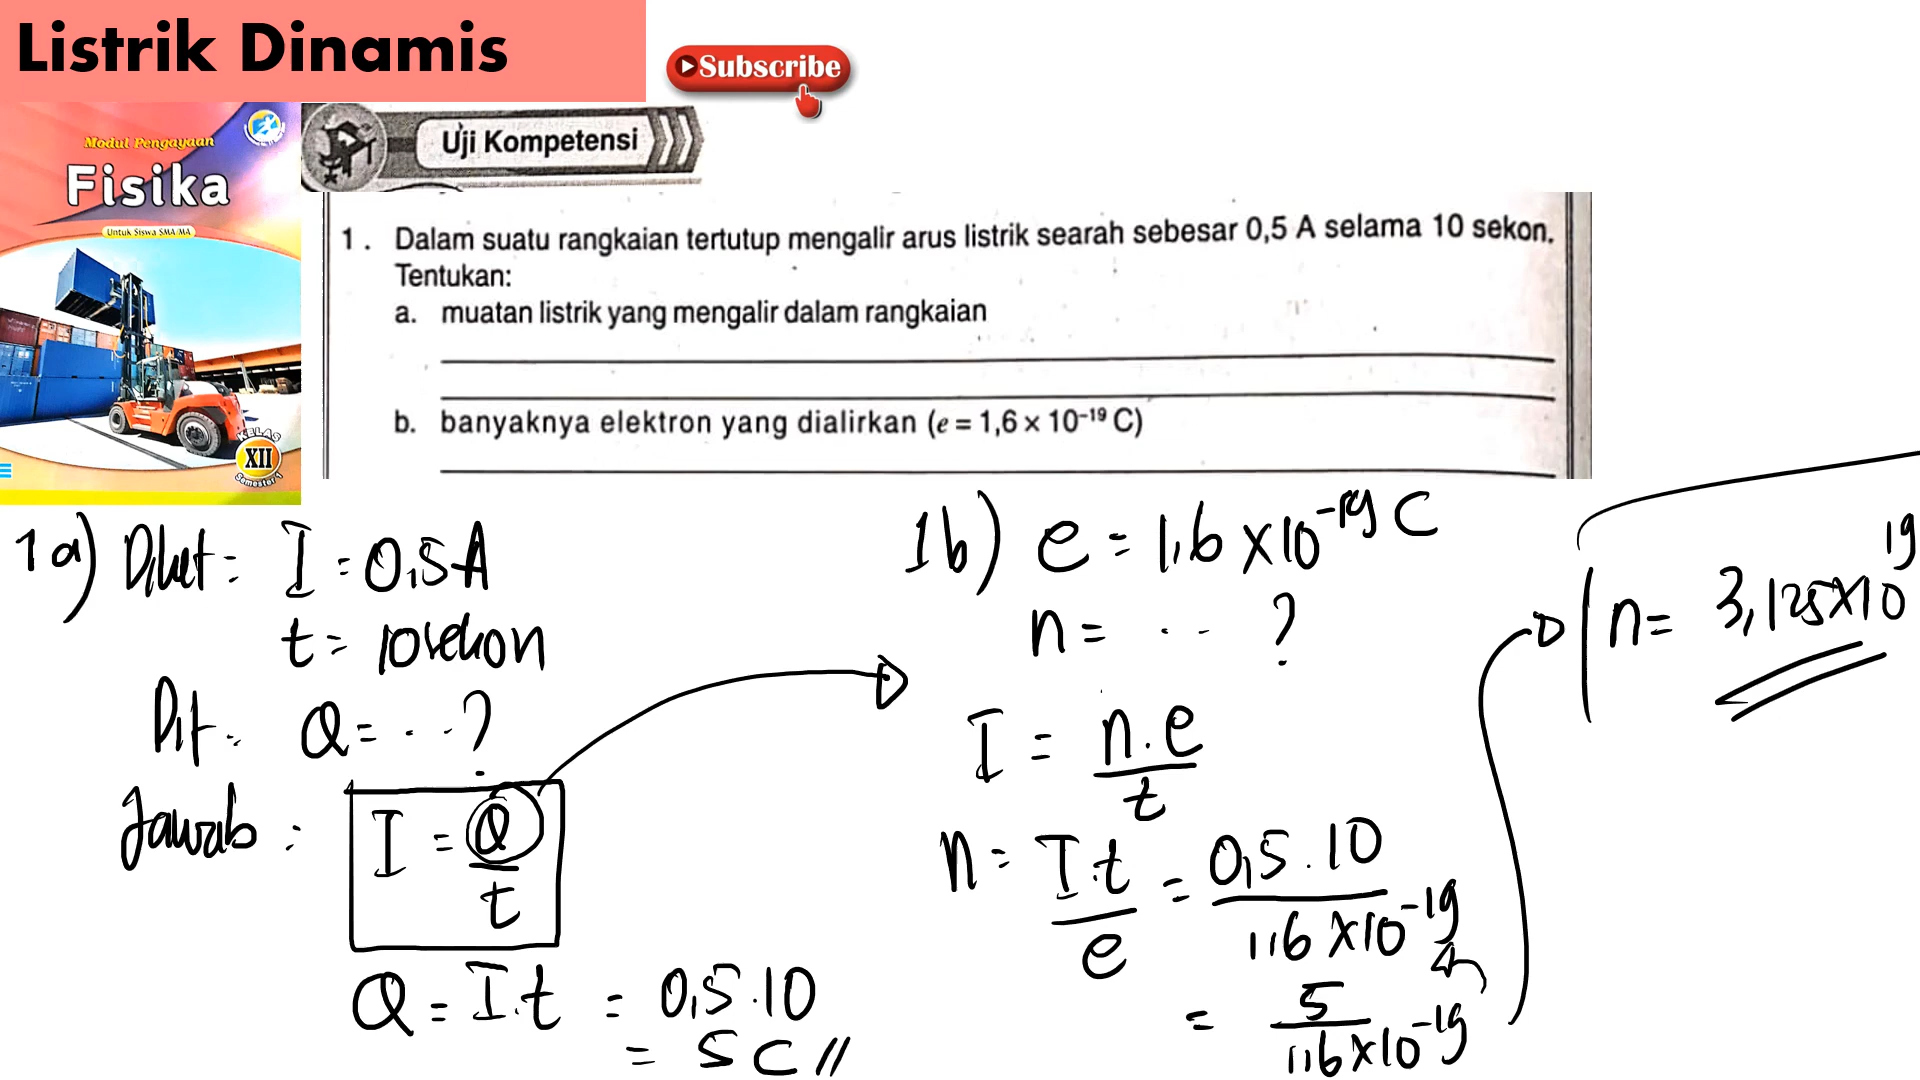 Listrik Dinamis
Subscribe
Modul Pengayaan
Fisika
Untuk Siswa SMA/MA
KELAS
XII
Semester 1
Uji Kompetensi
1. Dalam suatu rangkaian tertutup mengalir arus listrik searah sebesar 0,5 A selama 10 sekon.
Tentukan:
a. muatan listrik yang mengalir dalam rangkaian
b. banyaknya elektron yang dialirkan (e = 1,6 × 10⁻¹⁹ C)
1a) Diket: I = 0,5 A
t = 10 sekon
Dit: Q = ...?
Jawab: I = Q/t
Q = I.t = 0,5.10
= 5 C //
1b) e = 1,6 × 10⁻¹⁹ C
n = ...?
I = n.e/t
n = I.t/e = 0,5.10/1,6 × 10⁻¹⁹
= 5/1,6 × 10⁻¹⁹
n = 3,125 × 10¹⁹